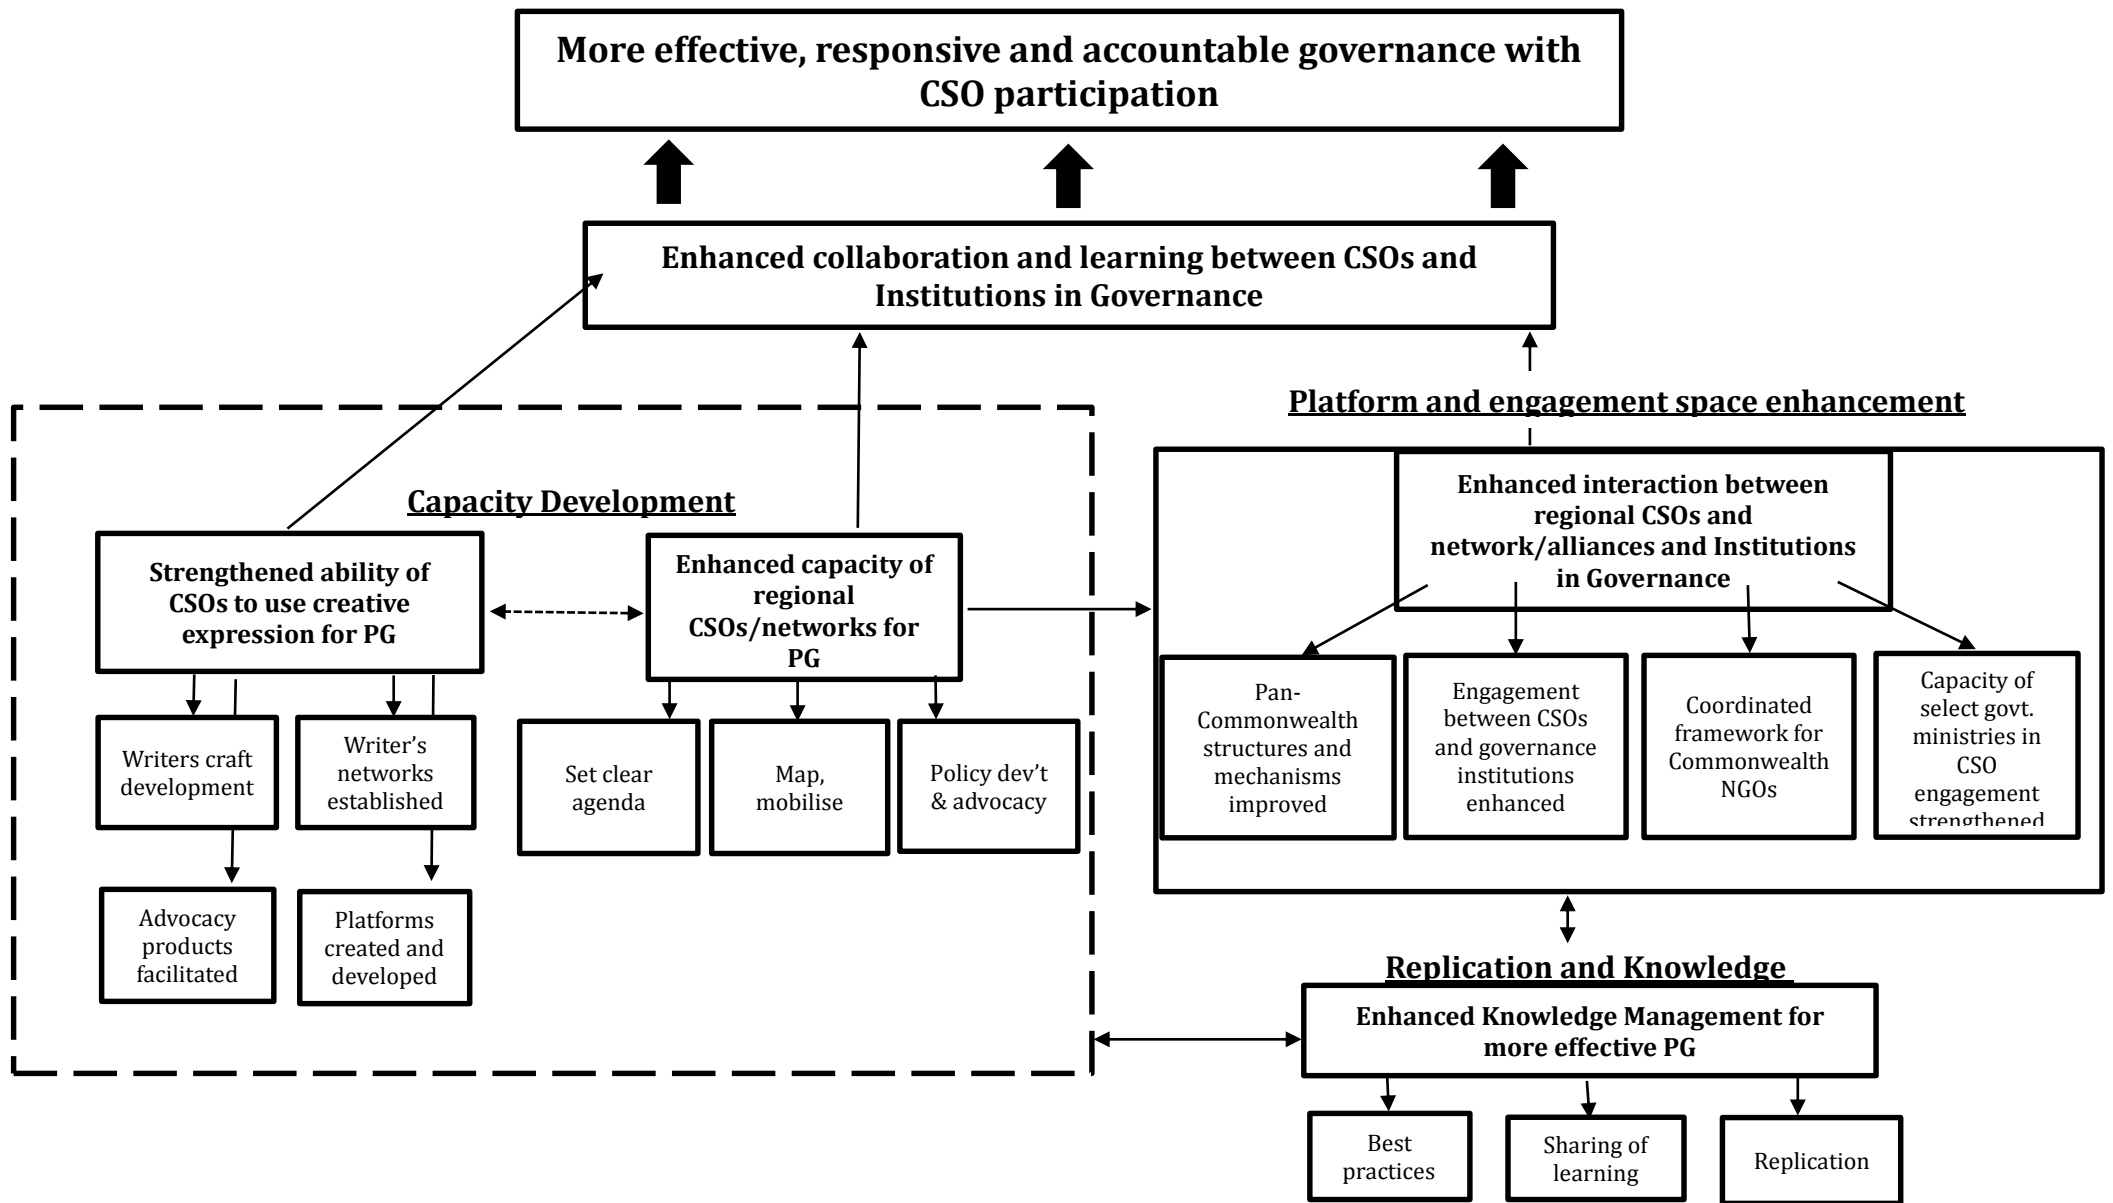 More effective, responsive and accountable governance with
CSO participation
Enhanced collaboration and learning between CSOs and
Institutions in Governance
Platform and engagement space enhancement
Capacity Development
Strengthened ability of
CSOs to use creative
expression for PG
Enhanced capacity of
regional
CSOs/networks for
PG
Enhanced interaction between
regional CSOs and
network/alliances and Institutions
in Governance
Writers craft
development
Writer’s
networks
established
Advocacy
products
facilitated
Platforms
created and
developed
Set clear
agenda
Map,
mobilise
Policy dev’t
& advocacy
Pan-
Commonwealth
structures and
mechanisms
improved
Engagement
between CSOs
and governance
institutions
enhanced
Coordinated
framework for
Commonwealth
NGOs
Capacity of
select govt.
ministries in
CSO
engagement
strengthened
Replication and Knowledge
Enhanced Knowledge Management for
more effective PG
Best
practices
Sharing of
learning
Replication